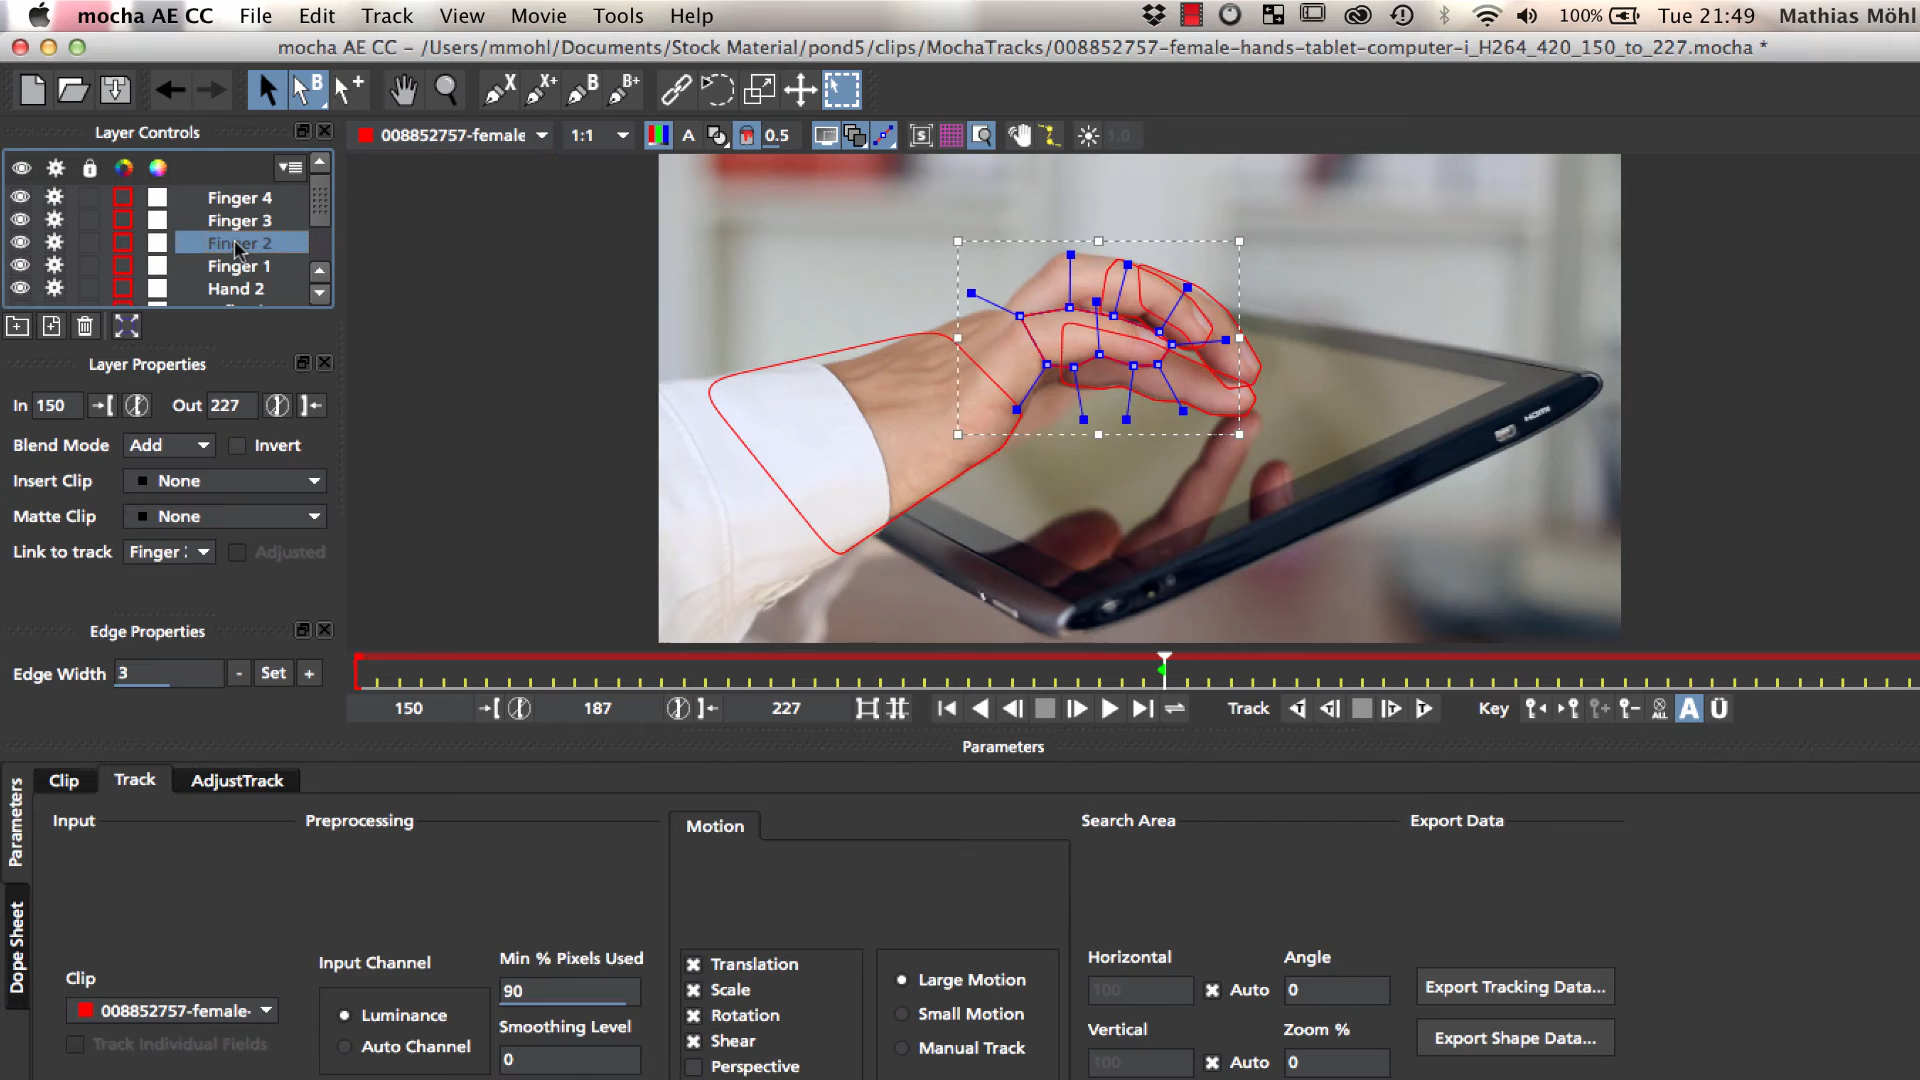 mocha AE CC File Edit Track View Movie Tools Help 100% Tue 21:49 Mathias Möhl
mocha AE CC - /Users/mmohl/Documents/Stock Material/pond5/clips/MochaTracks/008852757-female-hands-tablet-computer-i_H264_420_150_to_227.mocha *
X X+ B B+
Layer Controls
008852757-female 1:1 A 0.5 S 1.0
Finger 4
Finger 3
Finger 2
Finger 1
Hand 2
Layer Properties
In 150 Out 227
Blend Mode Add Invert
Insert Clip None
Matte Clip None
Link to track Finger Adjusted
HDMI
Edge Properties
Edge Width 3 - Set +
150 187 227 Track Key ALL A Ü
Parameters
Parameters
Dope Sheet
Clip Track AdjustTrack
Input Preprocessing Motion Search Area Export Data
Clip
008852757-female-
Track Individual Fields
Input Channel
Luminance
Auto Channel
Min % Pixels Used
90
Smoothing Level
0
Translation
Scale
Rotation
Shear
Perspective
Large Motion
Small Motion
Manual Track
Horizontal
100 Auto
Vertical
100 Auto
Angle
0
Zoom %
0
Export Tracking Data...
Export Shape Data...